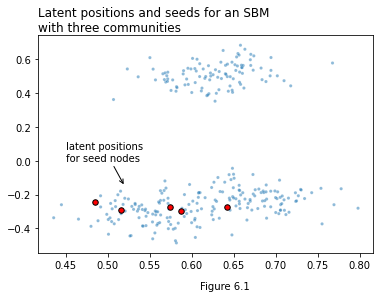 Latent positions and seeds for an SBM
with three communities
0.6
0.4
0.2
0.0
−0.2
−0.4
latent positions
for seed nodes
0.45 0.50 0.55 0.60 0.65 0.70 0.75 0.80
Figure 6.1